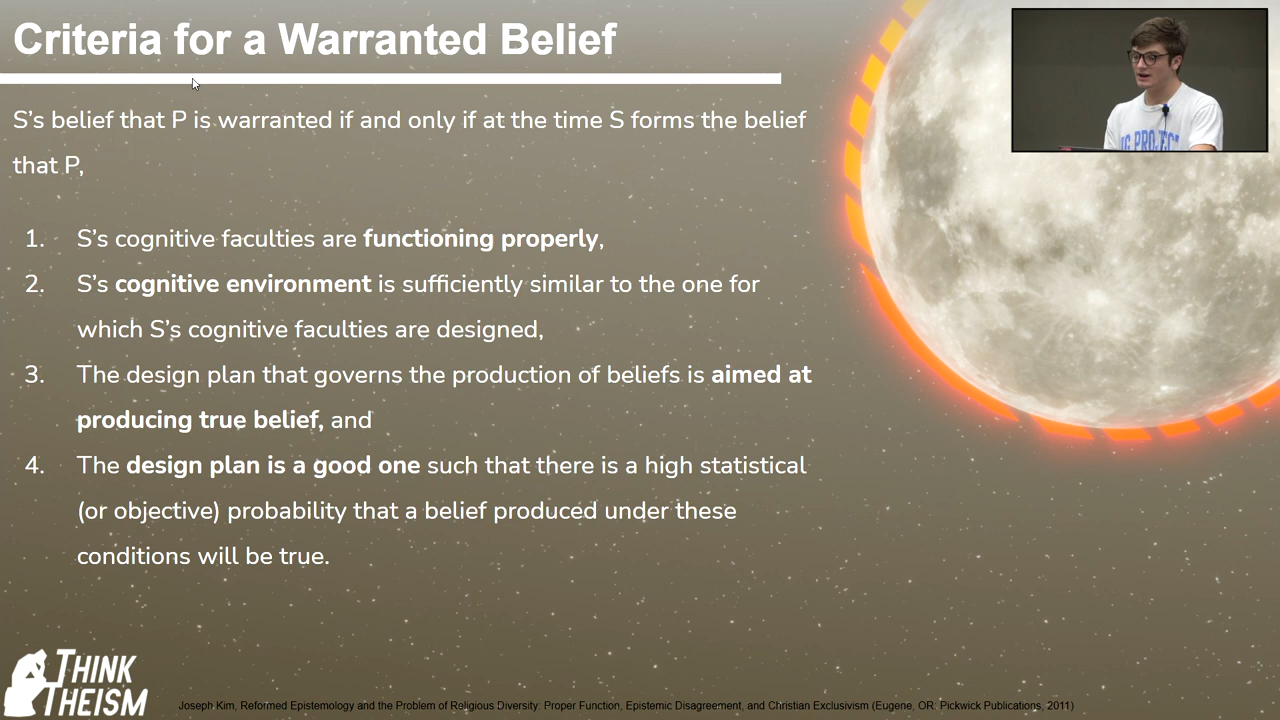 Criteria for a Warranted Belief
S's belief that P is warranted if and only if at the time S forms the belief
that P,
1. S's cognitive faculties are functioning properly,
2. S's cognitive environment is sufficiently similar to the one for
which S's cognitive faculties are designed,
3. The design plan that governs the production of beliefs is aimed at
producing true belief, and
4. The design plan is a good one such that there is a high statistical
(or objective) probability that a belief produced under these
conditions will be true.
THINK
THEISM
Joseph Kim, Reformed Epistemology and the Problem of Religious Diversity: Proper Function, Epistemic Disagreement, and Christian Exclusivism (Eugene, OR: Pickwick Publications, 2011)